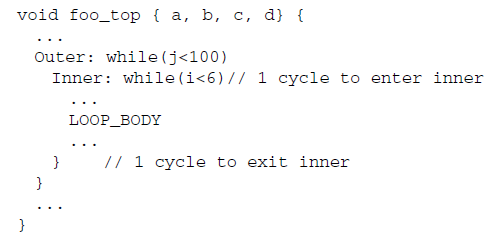 void foo_top { a, b, c, d} {
...
Outer: while(j<100)
Inner: while(i<6)// 1 cycle to enter inner
...
LOOP_BODY
...
} // 1 cycle to exit inner
}
...
}